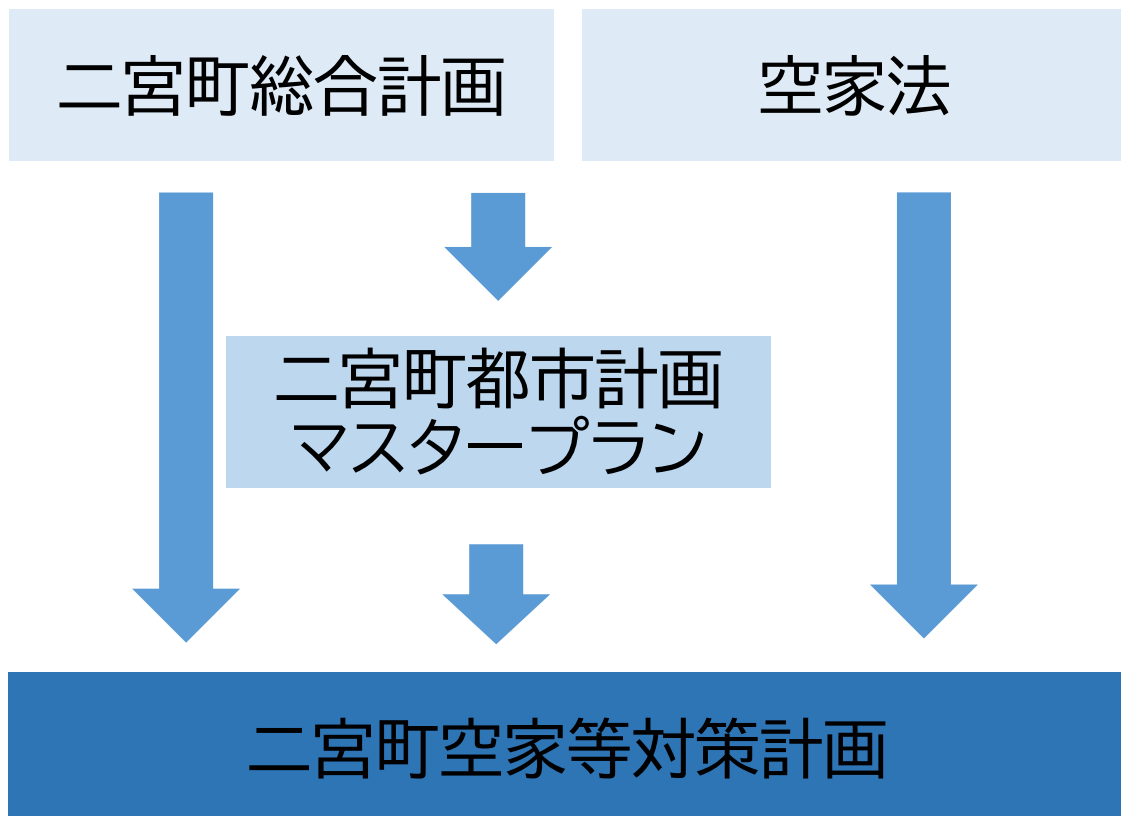 二宮町総合計画
空家法
二宮町都市計画
マスタープラン
二宮町空家等対策計画